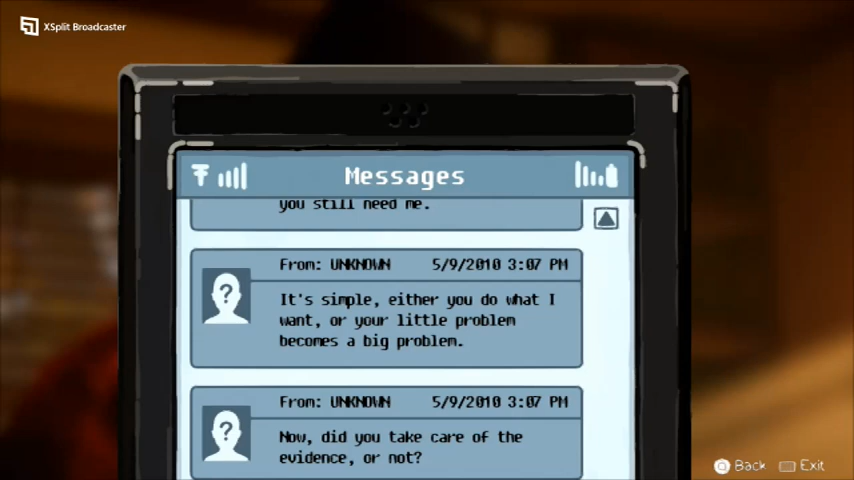 XSplit Broadcaster
Messages
you still need me.
From: UNKNOWN 5/9/2010 3:07 PM
It's simple, either you do what I
want, or your little problem
becomes a big problem.
From: UNKNOWN 5/9/2010 3:07 PM
Now, did you take care of the
evidence, or not?
Back Exit